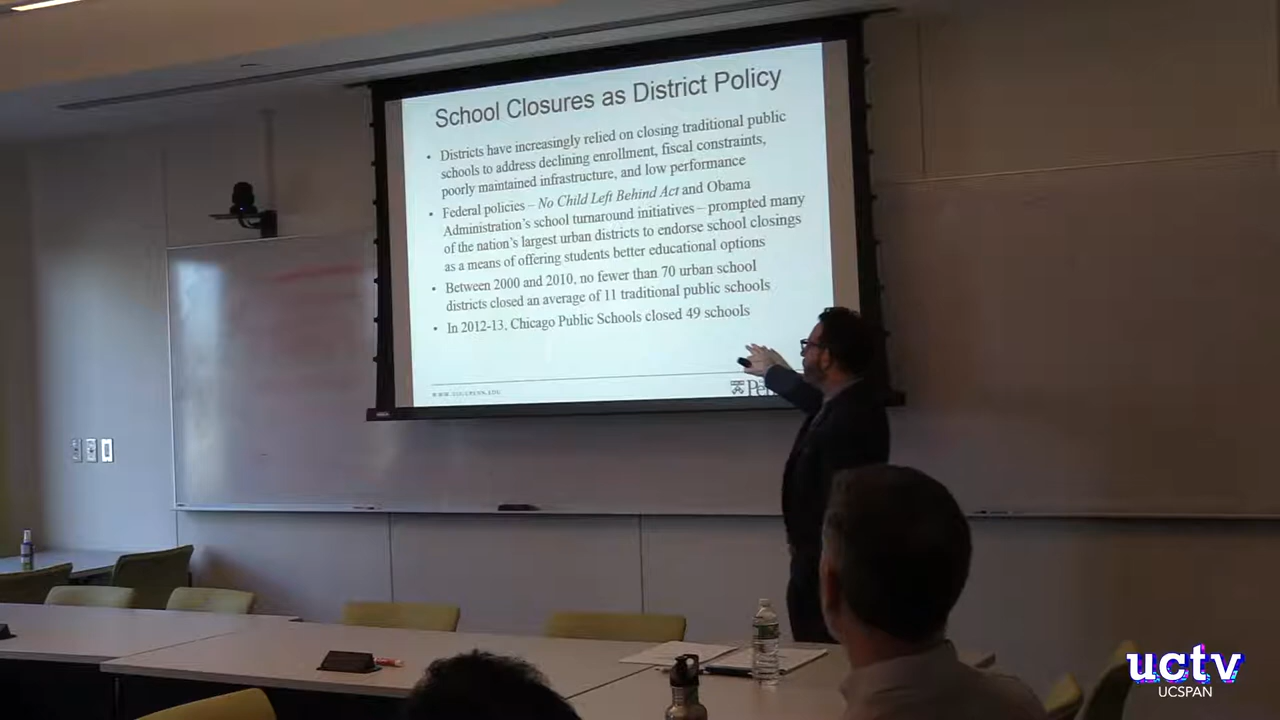 School Closures as District Policy
• Districts have increasingly relied on closing traditional public
schools to address declining enrollment, fiscal constraints,
poorly maintained infrastructure, and low performance
• Federal policies – No Child Left Behind Act and Obama
Administration's school turnaround initiatives – prompted many
of the nation's largest urban districts to endorse school closings
as a means of offering students better educational options
• Between 2000 and 2010, no fewer than 70 urban school
districts closed an average of 11 traditional public schools
• In 2012-13, Chicago Public Schools closed 49 schools
uctv
UCSPAN